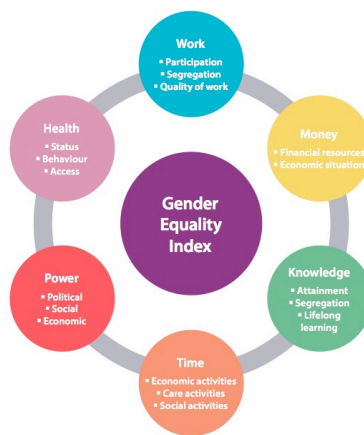 Work
▪ Participation
▪ Segregation
▪ Quality of work
Money
▪ Financial resources
▪ Economic situation
Knowledge
▪ Attainment
▪ Segregation
▪ Lifelong
learning
Time
▪ Economic activities
▪ Care activities
▪ Social activities
Power
▪ Political
▪ Social
▪ Economic
Health
▪ Status
▪ Behaviour
▪ Access
Gender
Equality
Index